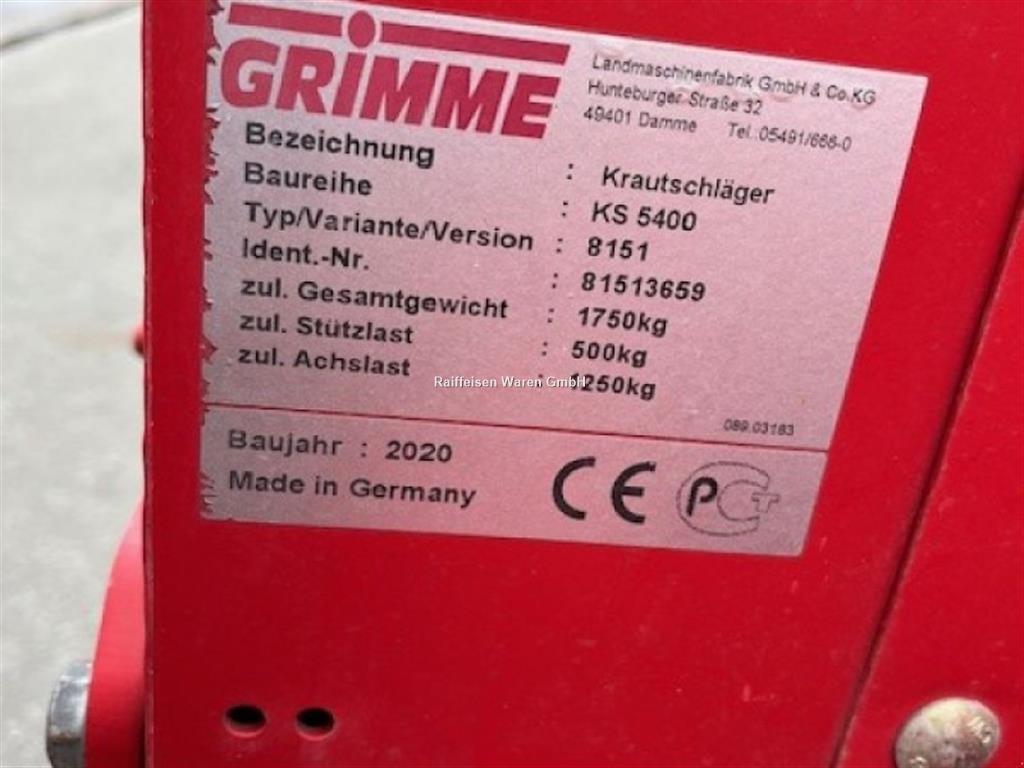 GRIMME
Landmaschinenfabrik GmbH & Co.KG
Hunteburger Straße 32
49401 Damme Tel.:05491/666-0
Bezeichnung : Krautschläger
Baureihe : KS 5400
Typ/Variante/Version : 8151
Ident.-Nr. : 81513659
zul. Gesamtgewicht : 1750kg
zul. Stützlast : 500kg
zul. Achslast : 1250kg
Raiffeisen Waren GmbH
089.03183
Baujahr : 2020
Made in Germany
CE PCT